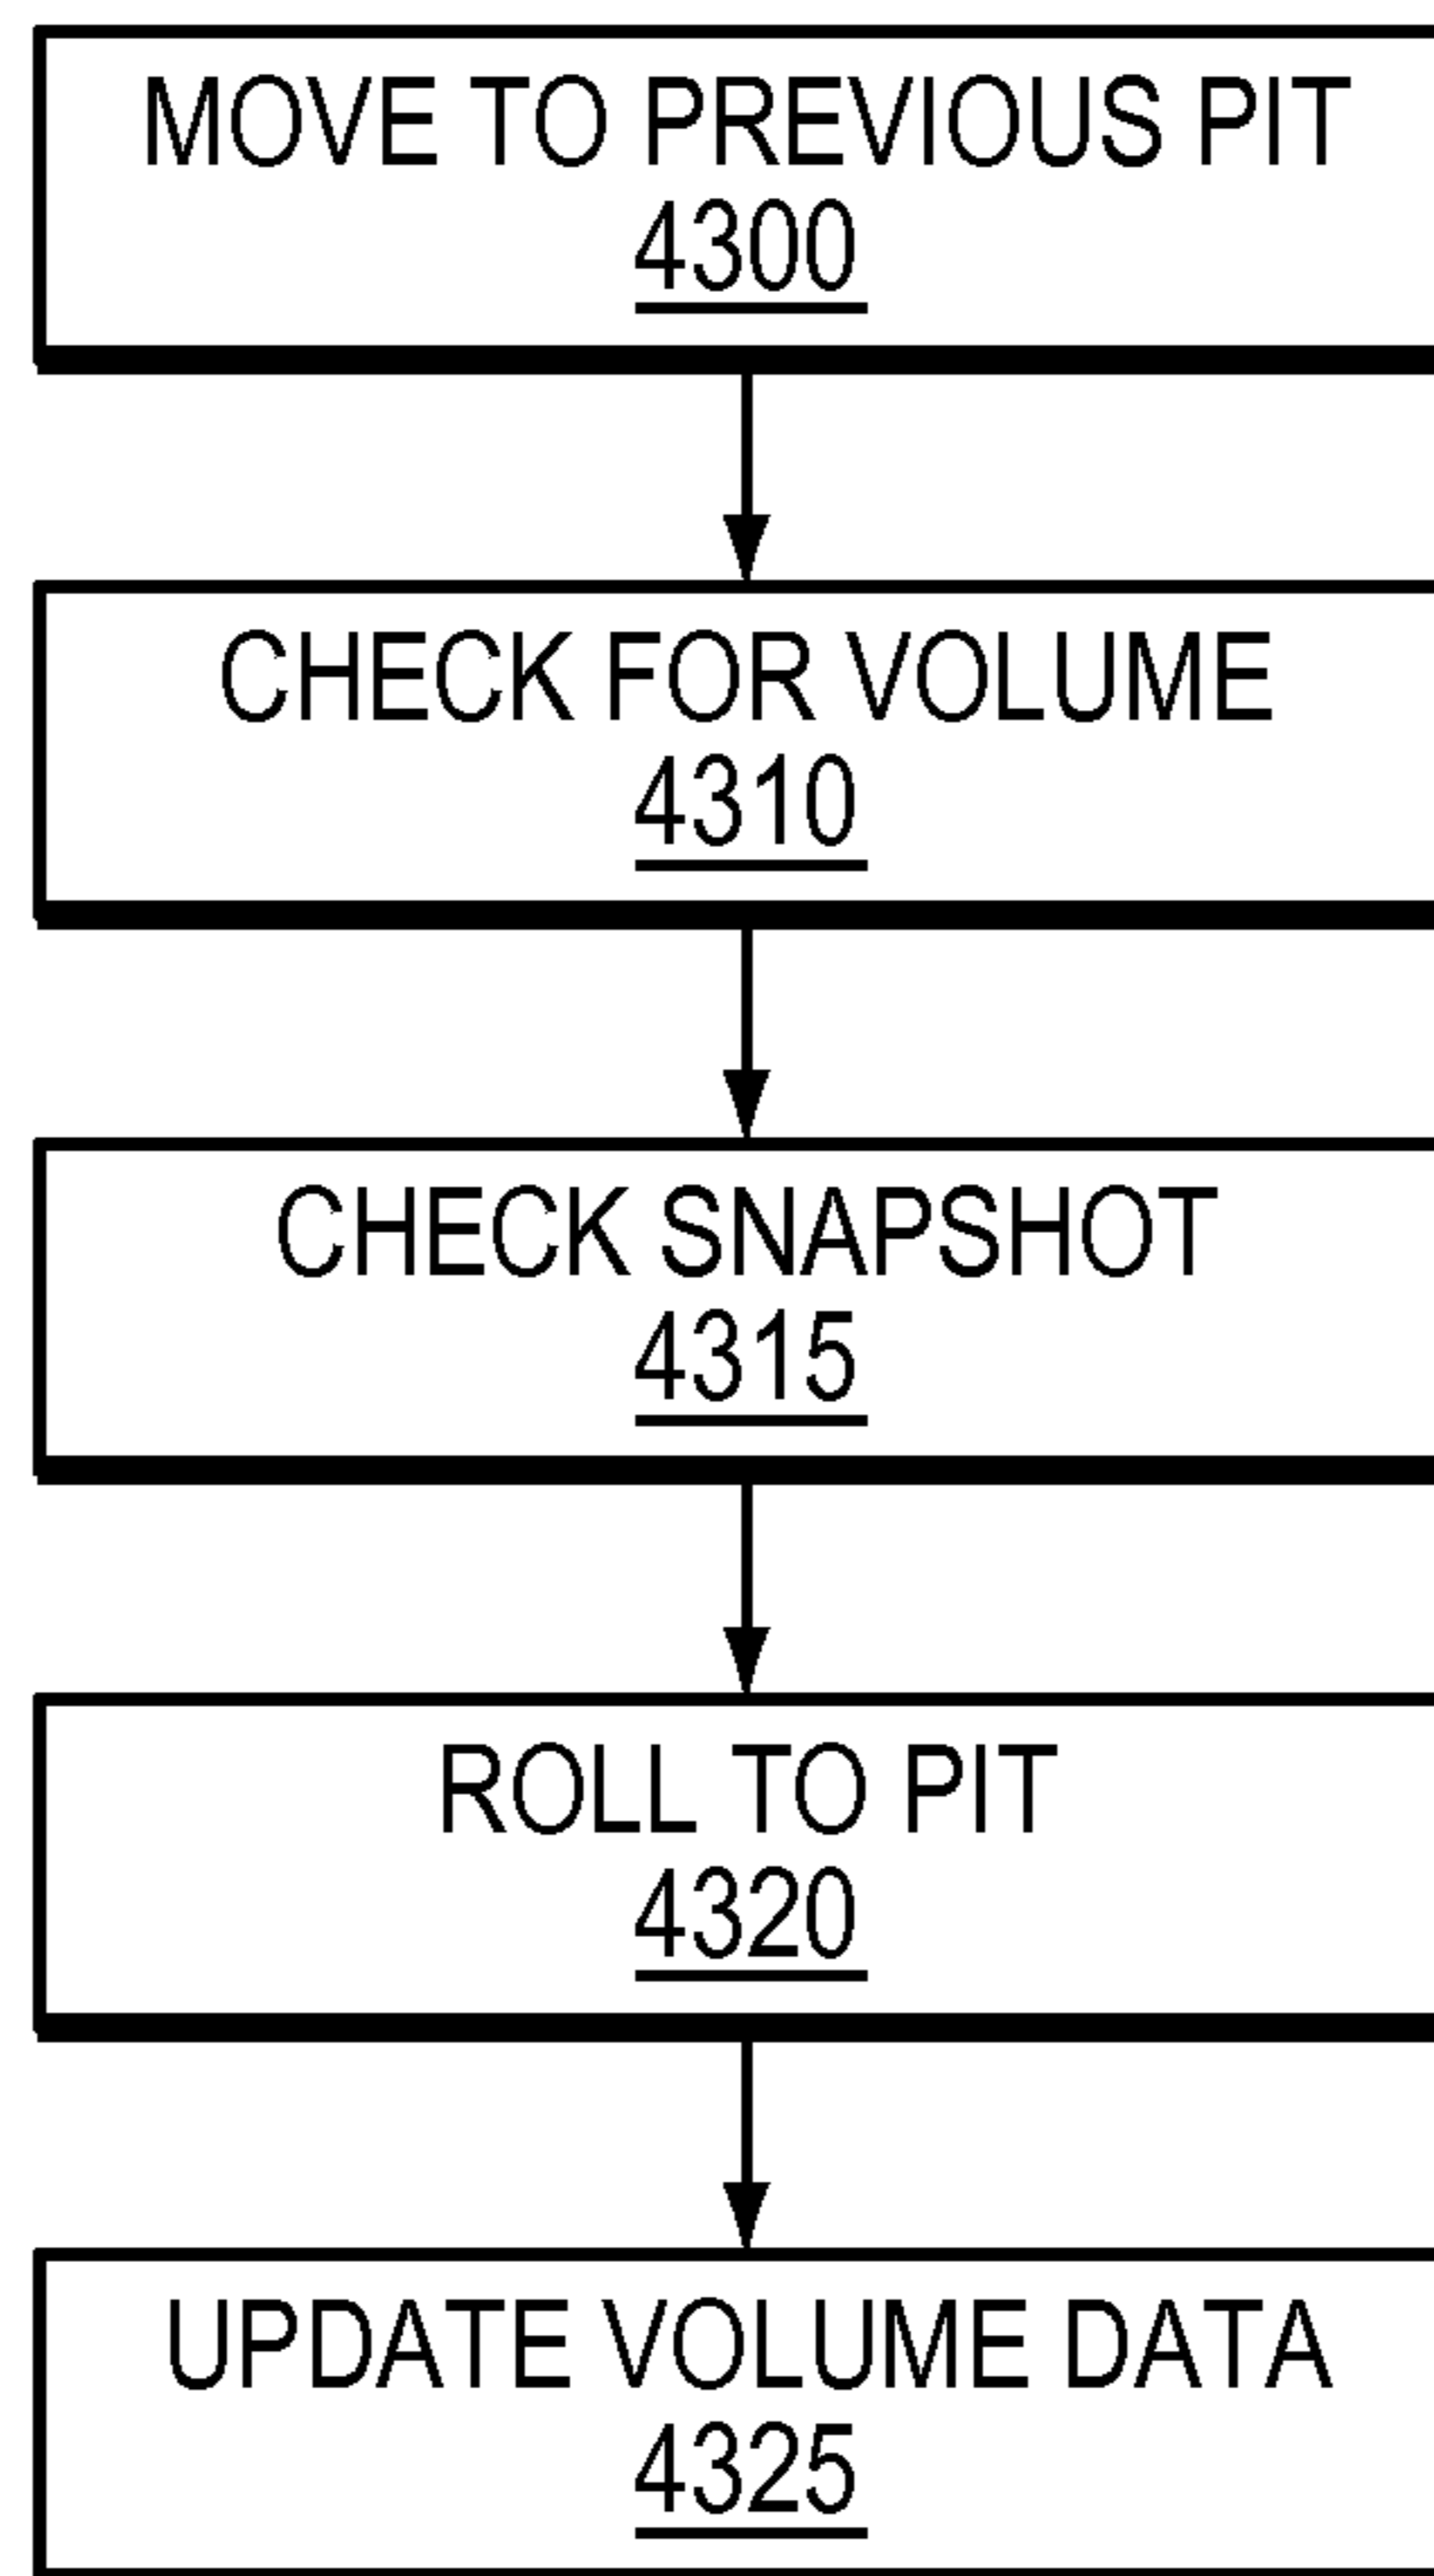 MOVE TO PREVIOUS PIT
4300
CHECK FOR VOLUME
4310
CHECK SNAPSHOT
4315
ROLL TO PIT
4320
UPDATE VOLUME DATA
4325